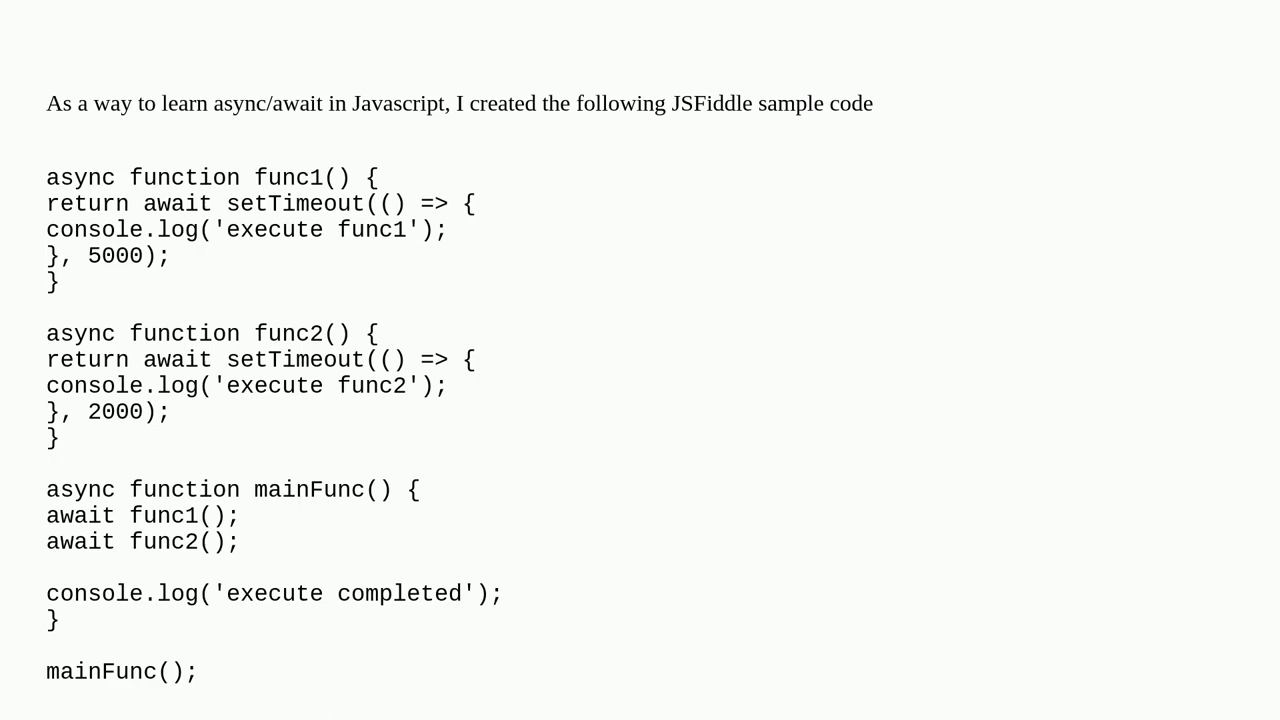 As a way to learn async/await in Javascript, I created the following JSFiddle sample code
async function func1() {
return await setTimeout(() => {
console.log('execute func1');
}, 5000);
}
async function func2() {
return await setTimeout(() => {
console.log('execute func2');
}, 2000);
}
async function mainFunc() {
await func1();
await func2();
console.log('execute completed');
}
mainFunc();